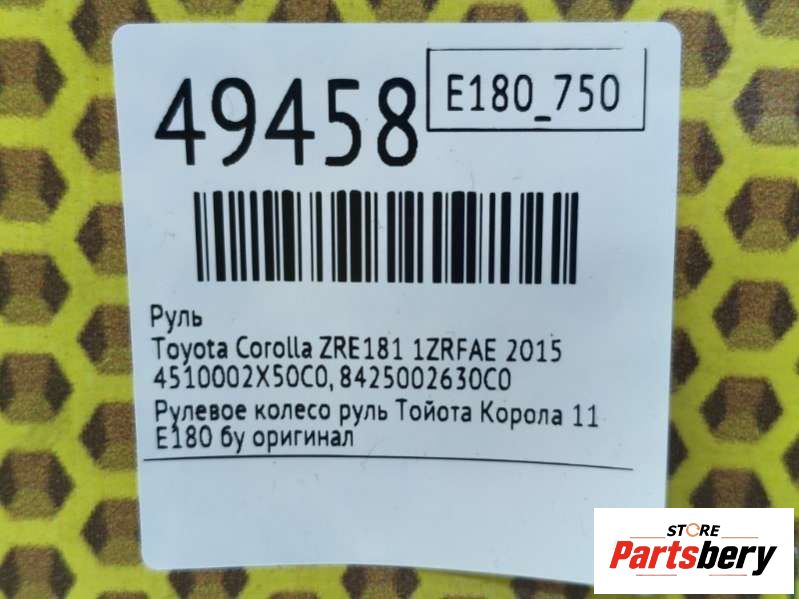 49458
E180_750
Руль
Toyota Corolla ZRE181 1ZRFAE 2015
4510002X50C0, 8425002630C0
Рулевое колесо руль Тойота Корола 11
Е180 бу оригинал
STORE
Partsbery